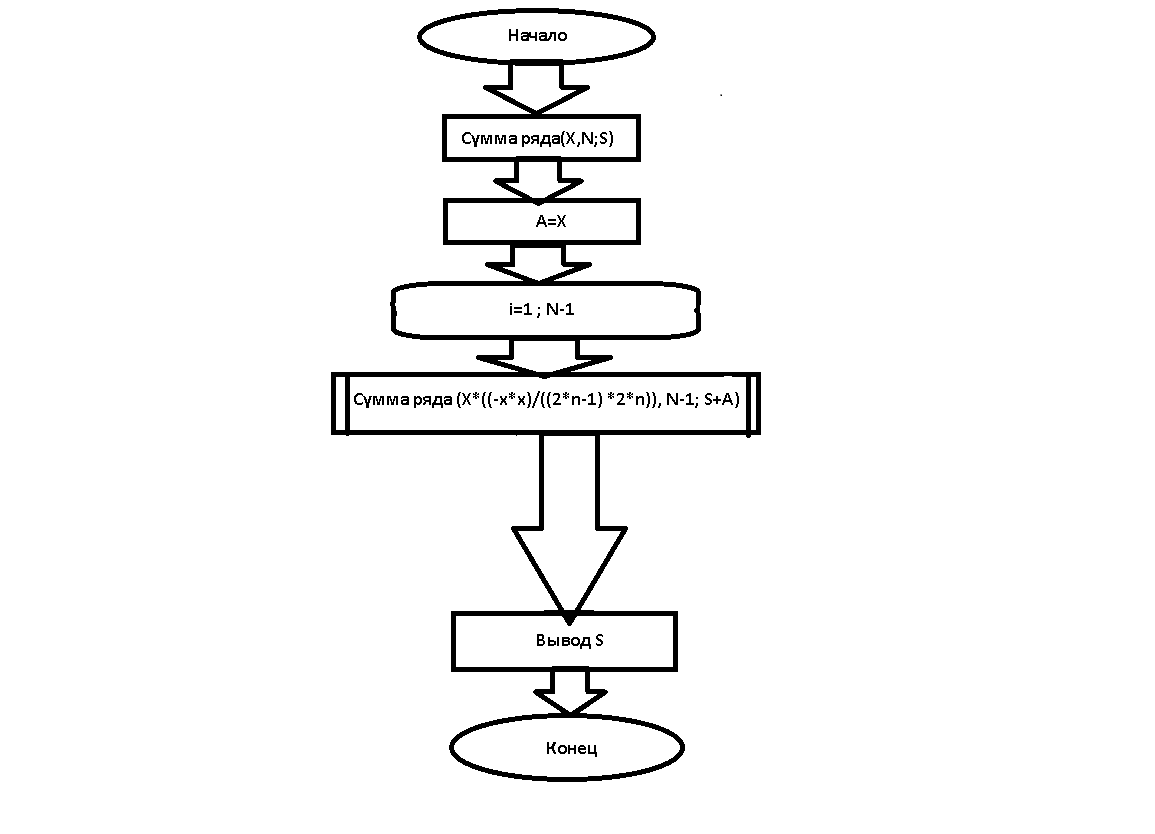 Начало
Сумма ряда(X,N;S)
A=X
i=1 ; N-1
Сумма ряда (X*((-x*x)/((2*n-1) *2*n)), N-1; S+A)
Вывод S
Конец